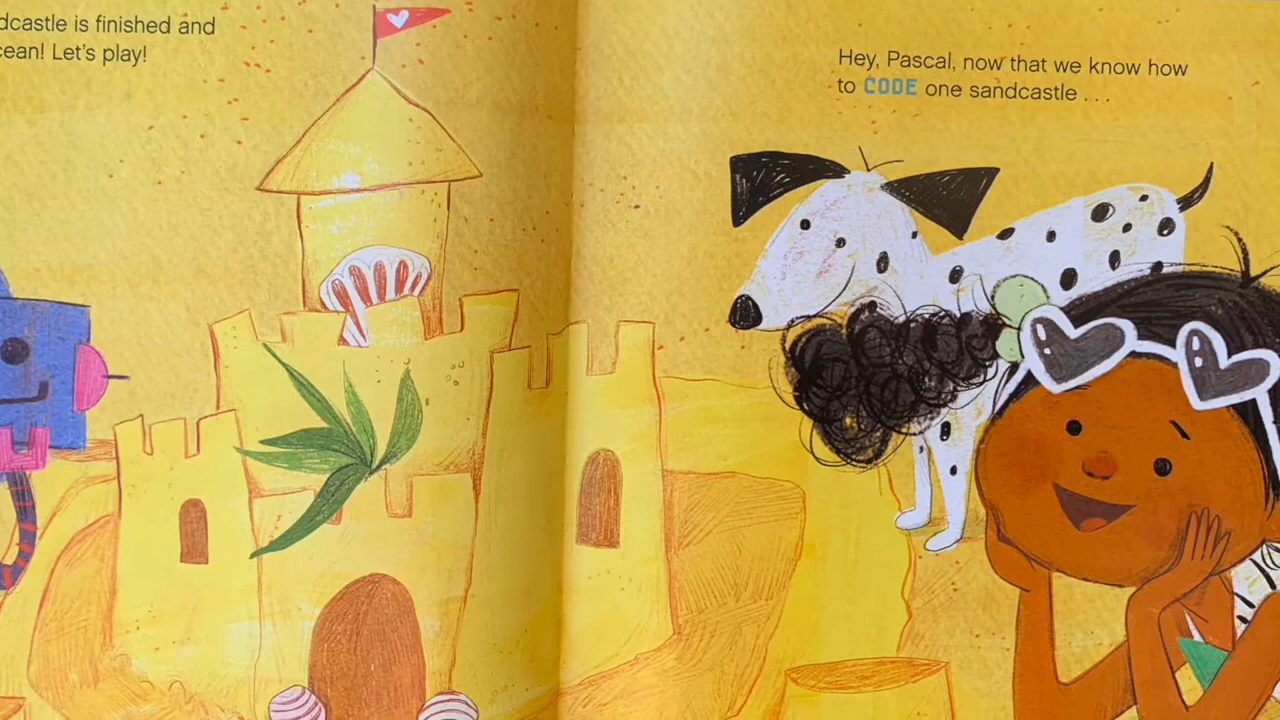 dcastle is finished and
cean! Let's play!
Hey, Pascal, now that we know how
to CODE one sandcastle . . .